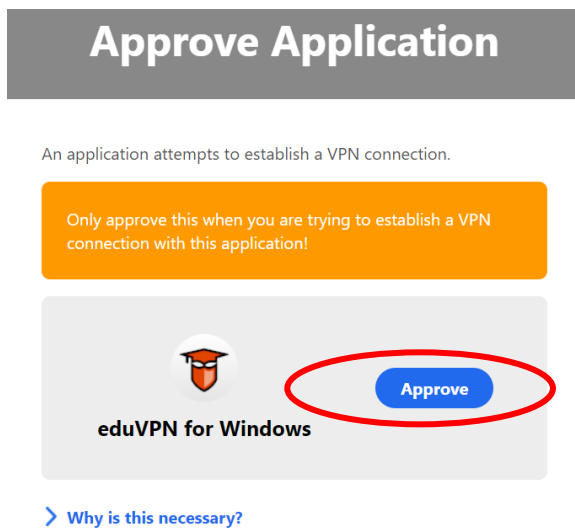 Approve Application
An application attempts to establish a VPN connection.
Only approve this when you are trying to establish a VPN
connection with this application!
Approve
eduVPN for Windows
Why is this necessary?